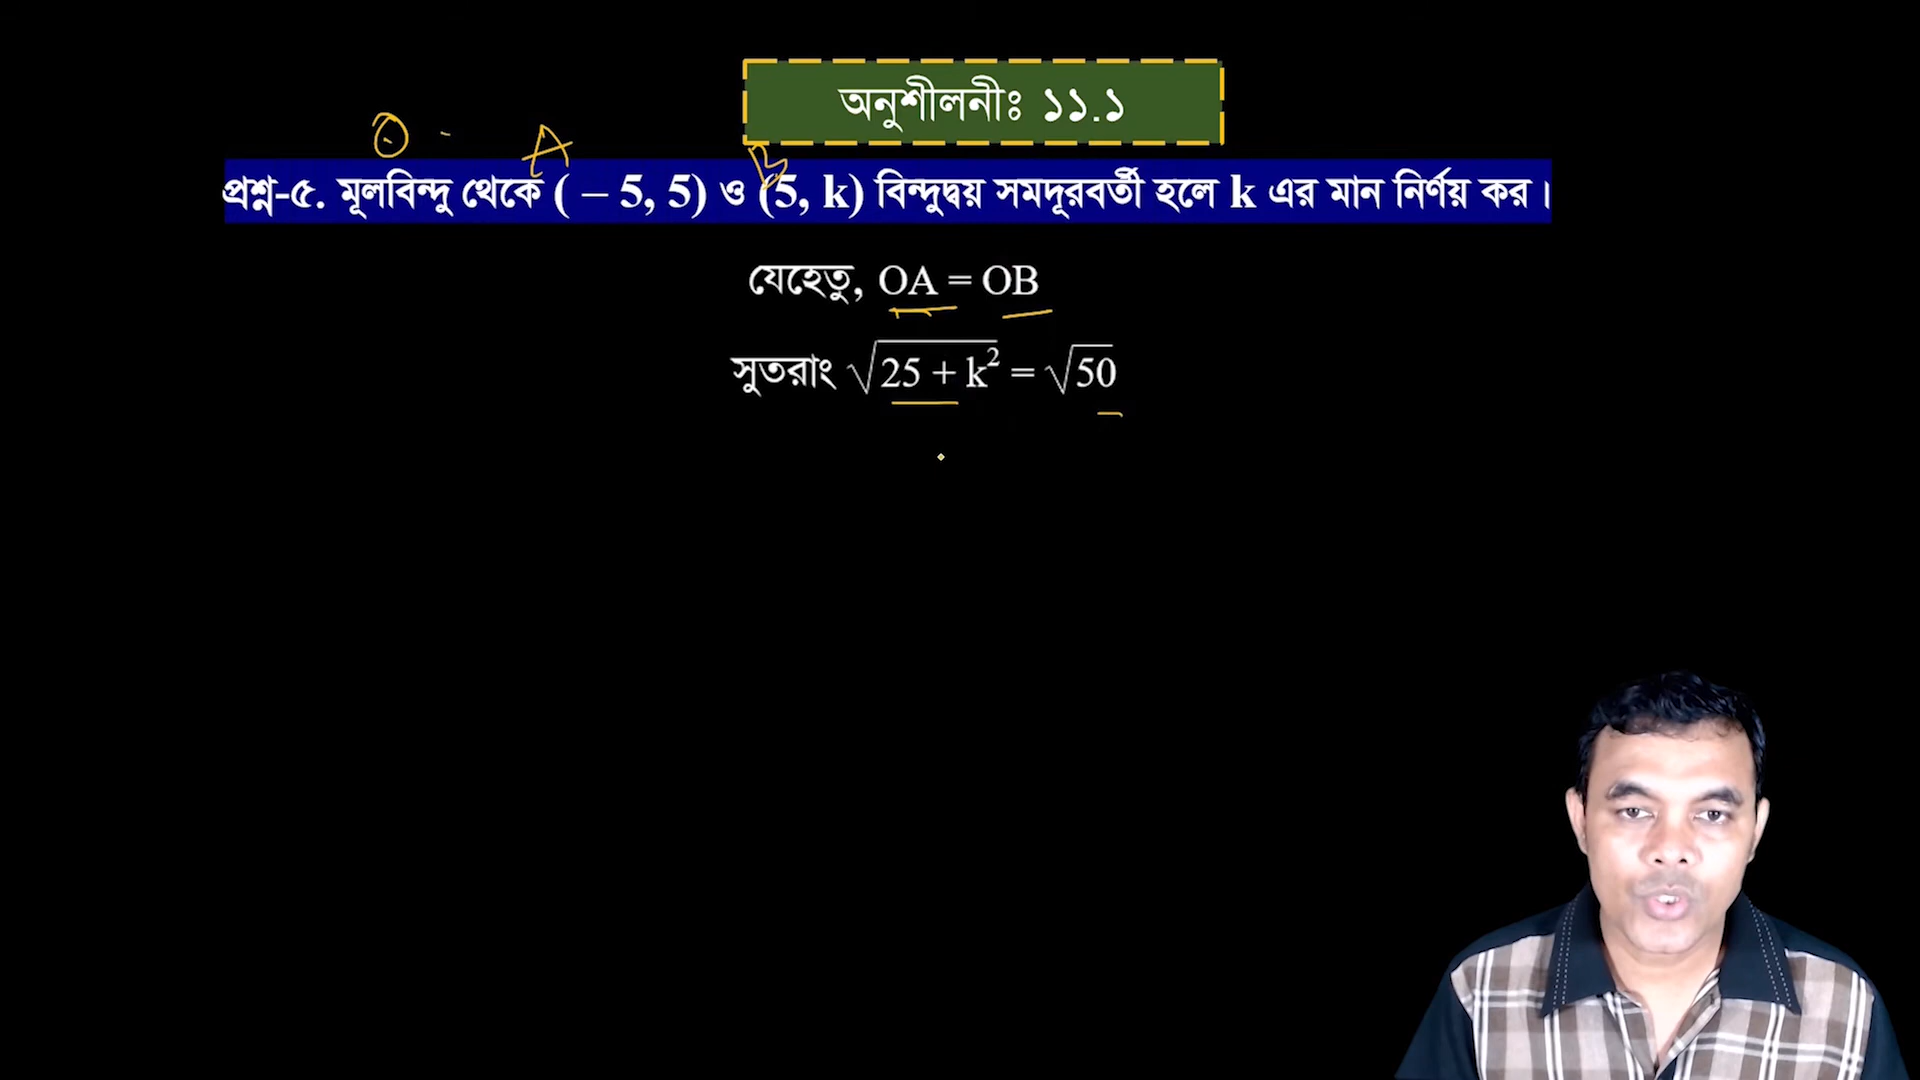 অনুশীলনীঃ ১১.১
O A B
প্রশ্ন-৫. মূলবিন্দু থেকে ( – 5, 5) ও (5, k) বিন্দুদ্বয় সমদূরবর্তী হলে k এর মান নির্ণয় কর।
যেহেতু, OA = OB
সুতরাং √25 + k² = √50